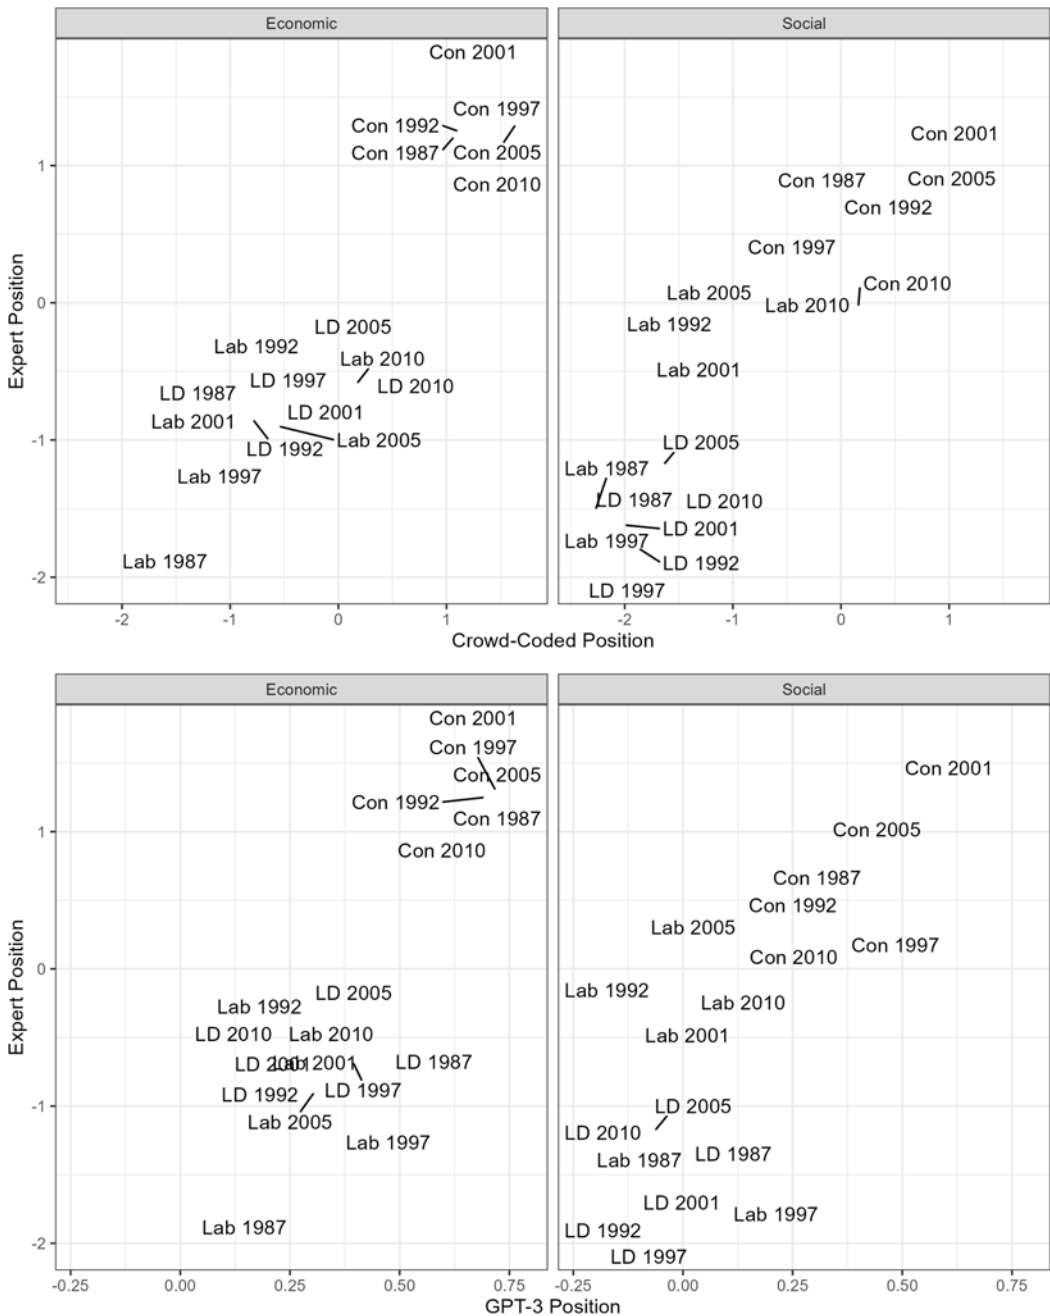 Economic
Social
Con 2001
Con 1997
Con 1992
Con 1987
Con 2005
Con 2010
LD 2005
Lab 1992
Lab 2010
LD 1997
LD 2010
LD 1987
LD 2001
Lab 2001
Lab 2005
LD 1992
Lab 1997
Lab 1987
Con 2001
Con 1987
Con 2005
Con 1992
Con 1997
Con 2010
Lab 2005
Lab 2010
Lab 1992
Lab 2001
LD 2005
Lab 1987
LD 1987
LD 2010
LD 2001
Lab 1997
LD 1992
LD 1997
1
0
-1
-2
Expert Position
-2 -1 0 1
-2 -1 0 1
Crowd-Coded Position
Economic
Social
Con 2001
Con 1997
Con 2005
Con 1992
Con 1987
Con 2010
LD 2005
Lab 1992
LD 2010
Lab 2010
LD 2001
Lab 2001
LD 1987
LD 1992
LD 1997
Lab 2005
Lab 1997
Lab 1987
Con 2001
Con 2005
Con 1987
Con 1992
Lab 2005
Con 1997
Con 2010
Lab 1992
Lab 2010
Lab 2001
LD 2005
LD 2010
Lab 1987
LD 1987
LD 2001
Lab 1997
LD 1992
LD 1997
1
0
-1
-2
Expert Position
-0.25 0.00 0.25 0.50 0.75
-0.25 0.00 0.25 0.50 0.75
GPT-3 Position